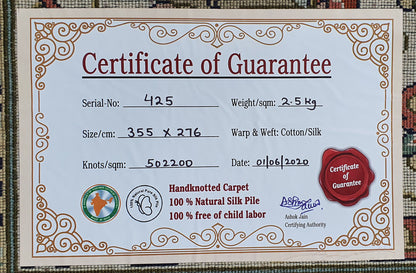 Certificate of Guarantee
Serial-No: 425 Weight/sqm: 2.5 kg
Size/cm: 355 x 276 Warp & Weft: Cotton/Silk
Knots/sqm: 502200 Date: 01/06/2020
Handknotted Carpet
100 % Natural Silk Pile
100 % free of child labor
Certificate
of
Guarantee
Ashok Jain
Certifying Authority